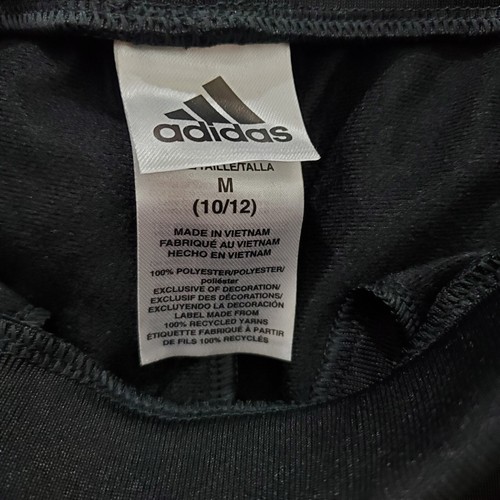 adidas
TAILLE/TALLA
M
(10/12)
MADE IN VIETNAM
FABRIQUÉ AU VIETNAM
HECHO EN VIETNAM
100% POLYESTER/POLYESTER/
poliéster
EXCLUSIVE OF DECORATION/
EXCLUSIF DES DÉCORATIONS/
EXCLUYENDO LA DECORACIÓN
LABEL MADE FROM
100% RECYCLED YARNS
ÉTIQUETTE FABRIQUÉ À PARTIR
DE FILS 100% RECYCLÉS